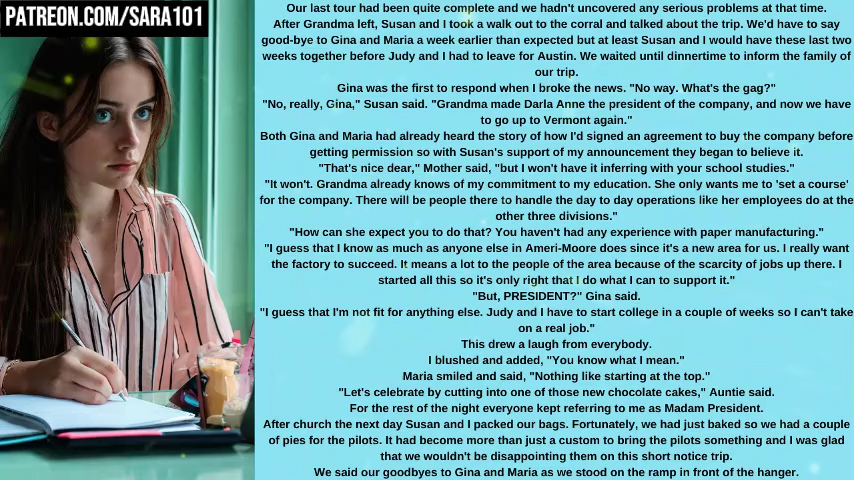 PATREON.COM/SARA101
Our last tour had been quite complete and we hadn't uncovered any serious problems at that time.
After Grandma left, Susan and I took a walk out to the corral and talked about the trip. We'd have to say
good-bye to Gina and Maria a week earlier than expected but at least Susan and I would have these last two
weeks together before Judy and I had to leave for Austin. We waited until dinnertime to inform the family of
our trip.
Gina was the first to respond when I broke the news. "No way. What's the gag?"
"No, really, Gina," Susan said. "Grandma made Darla Anne the president of the company, and now we have
to go up to Vermont again."
Both Gina and Maria had already heard the story of how I'd signed an agreement to buy the company before
getting permission so with Susan's support of my announcement they began to believe it.
"That's nice dear," Mother said, "but I won't have it inferring with your school studies."
"It won't. Grandma already knows of my commitment to my education. She only wants me to 'set a course'
for the company. There will be people there to handle the day to day operations like her employees do at the
other three divisions."
"How can she expect you to do that? You haven't had any experience with paper manufacturing."
"I guess that I know as much as anyone else in Ameri-Moore does since it's a new area for us. I really want
the factory to succeed. It means a lot to the people of the area because of the scarcity of jobs up there. I
started all this so it's only right that I do what I can to support it."
"But, PRESIDENT?" Gina said.
"I guess that I'm not fit for anything else. Judy and I have to start college in a couple of weeks so I can't take
on a real job."
This drew a laugh from everybody.
I blushed and added, "You know what I mean."
Maria smiled and said, "Nothing like starting at the top."
"Let's celebrate by cutting into one of those new chocolate cakes," Auntie said.
For the rest of the night everyone kept referring to me as Madam President.
After church the next day Susan and I packed our bags. Fortunately, we had just baked so we had a couple
of pies for the pilots. It had become more than just a custom to bring the pilots something and I was glad
that we wouldn't be disappointing them on this short notice trip.
We said our goodbyes to Gina and Maria as we stood on the ramp in front of the hanger.